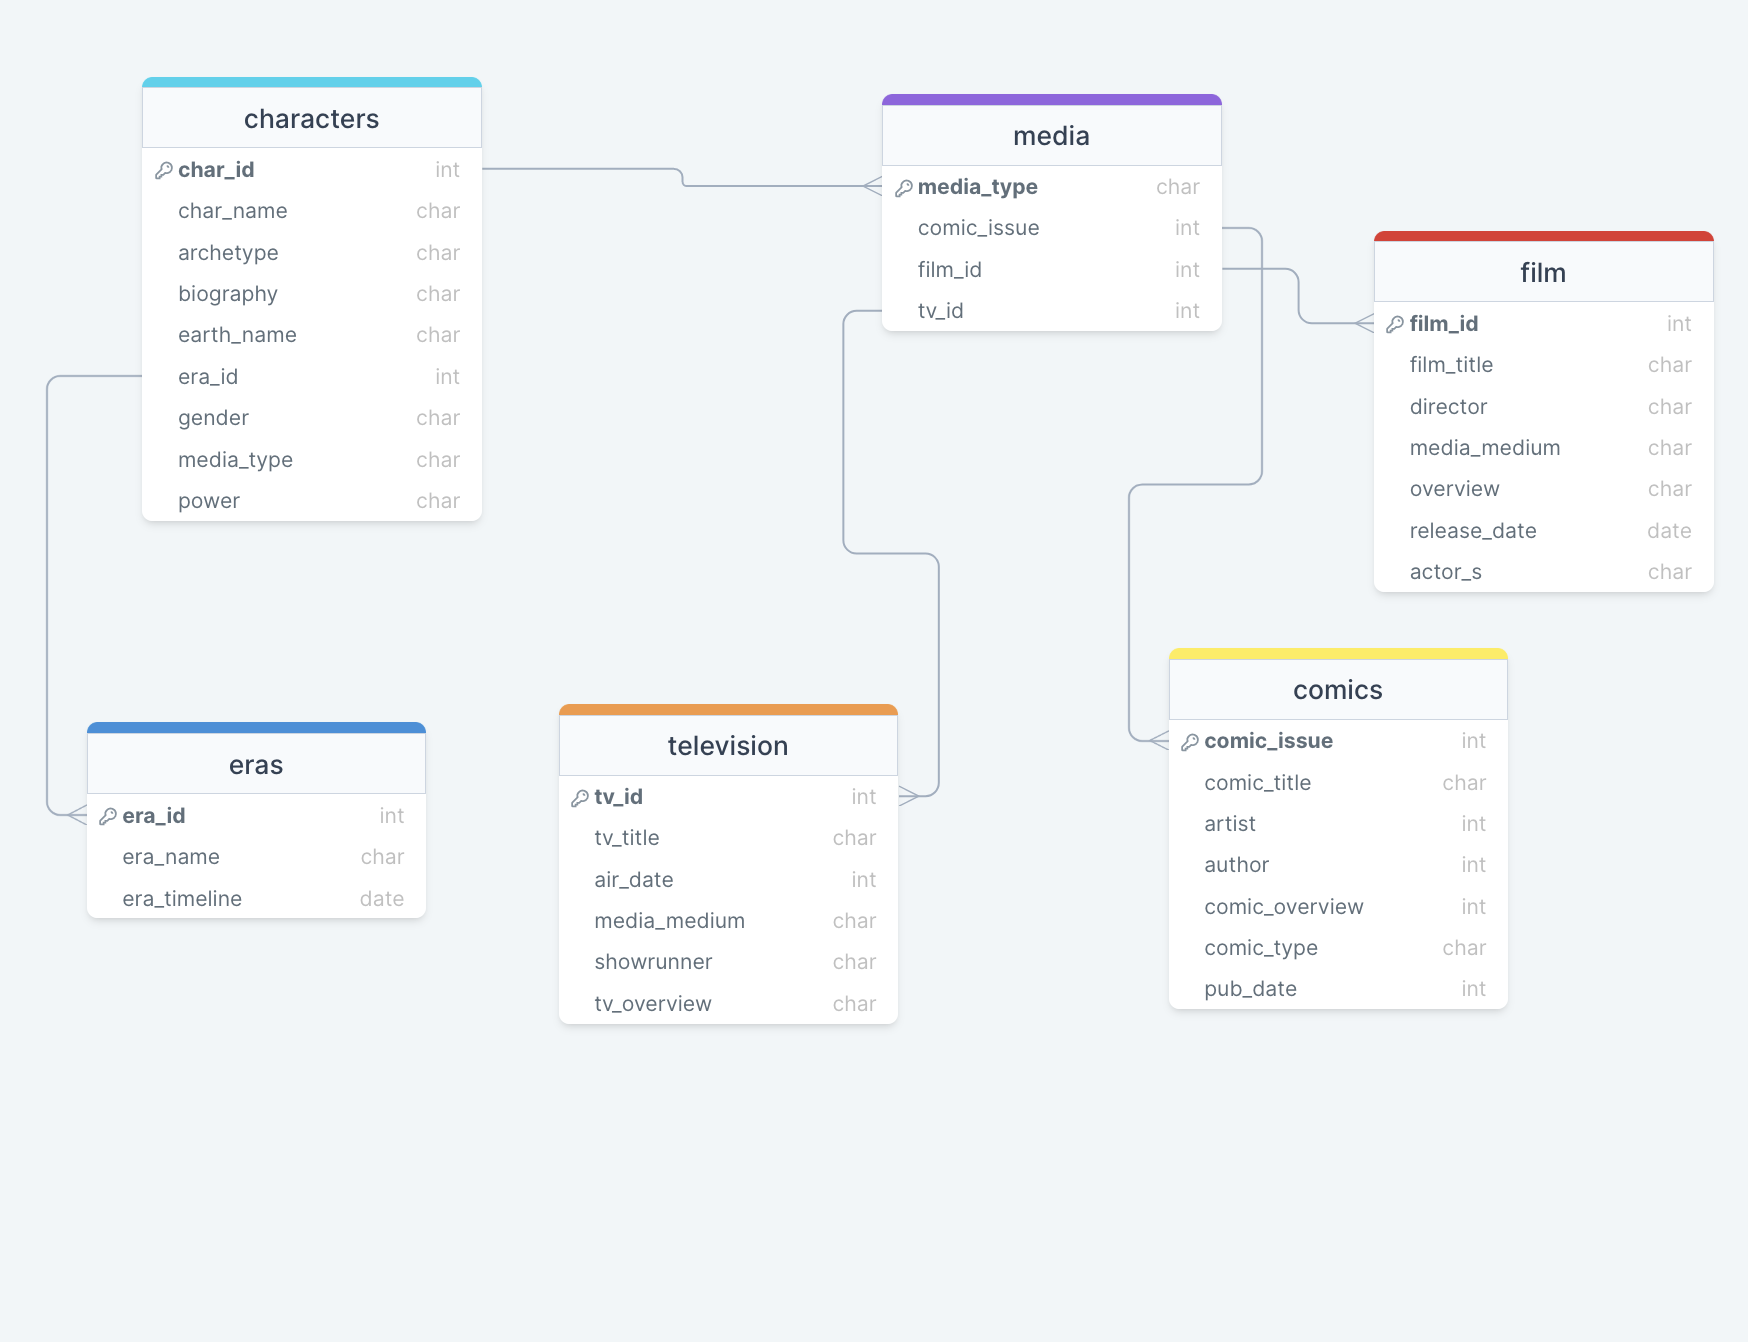 characters
char_id int
char_name char
archetype char
biography char
earth_name char
era_id int
gender char
media_type char
power char
media
media_type char
comic_issue int
film_id int
tv_id int
film
film_id int
film_title char
director char
media_medium char
overview char
release_date date
actor_s char
eras
era_id int
era_name char
era_timeline date
television
tv_id int
tv_title char
air_date int
media_medium char
showrunner char
tv_overview char
comics
comic_issue int
comic_title char
artist int
author int
comic_overview int
comic_type char
pub_date int